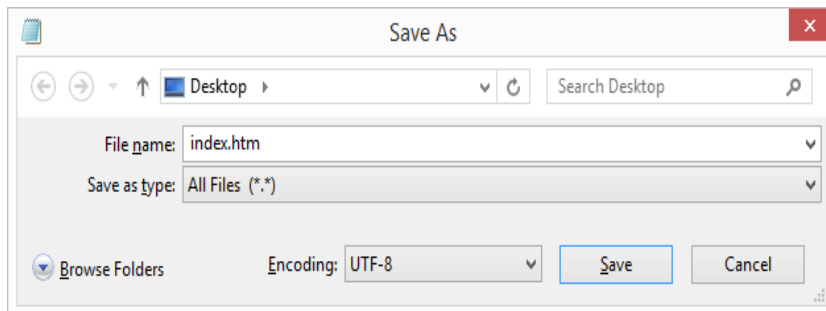 Save As
x
Desktop
Search Desktop
File name: index.htm
Save as type: All Files (*.*)
Browse Folders Encoding: UTF-8 Save Cancel